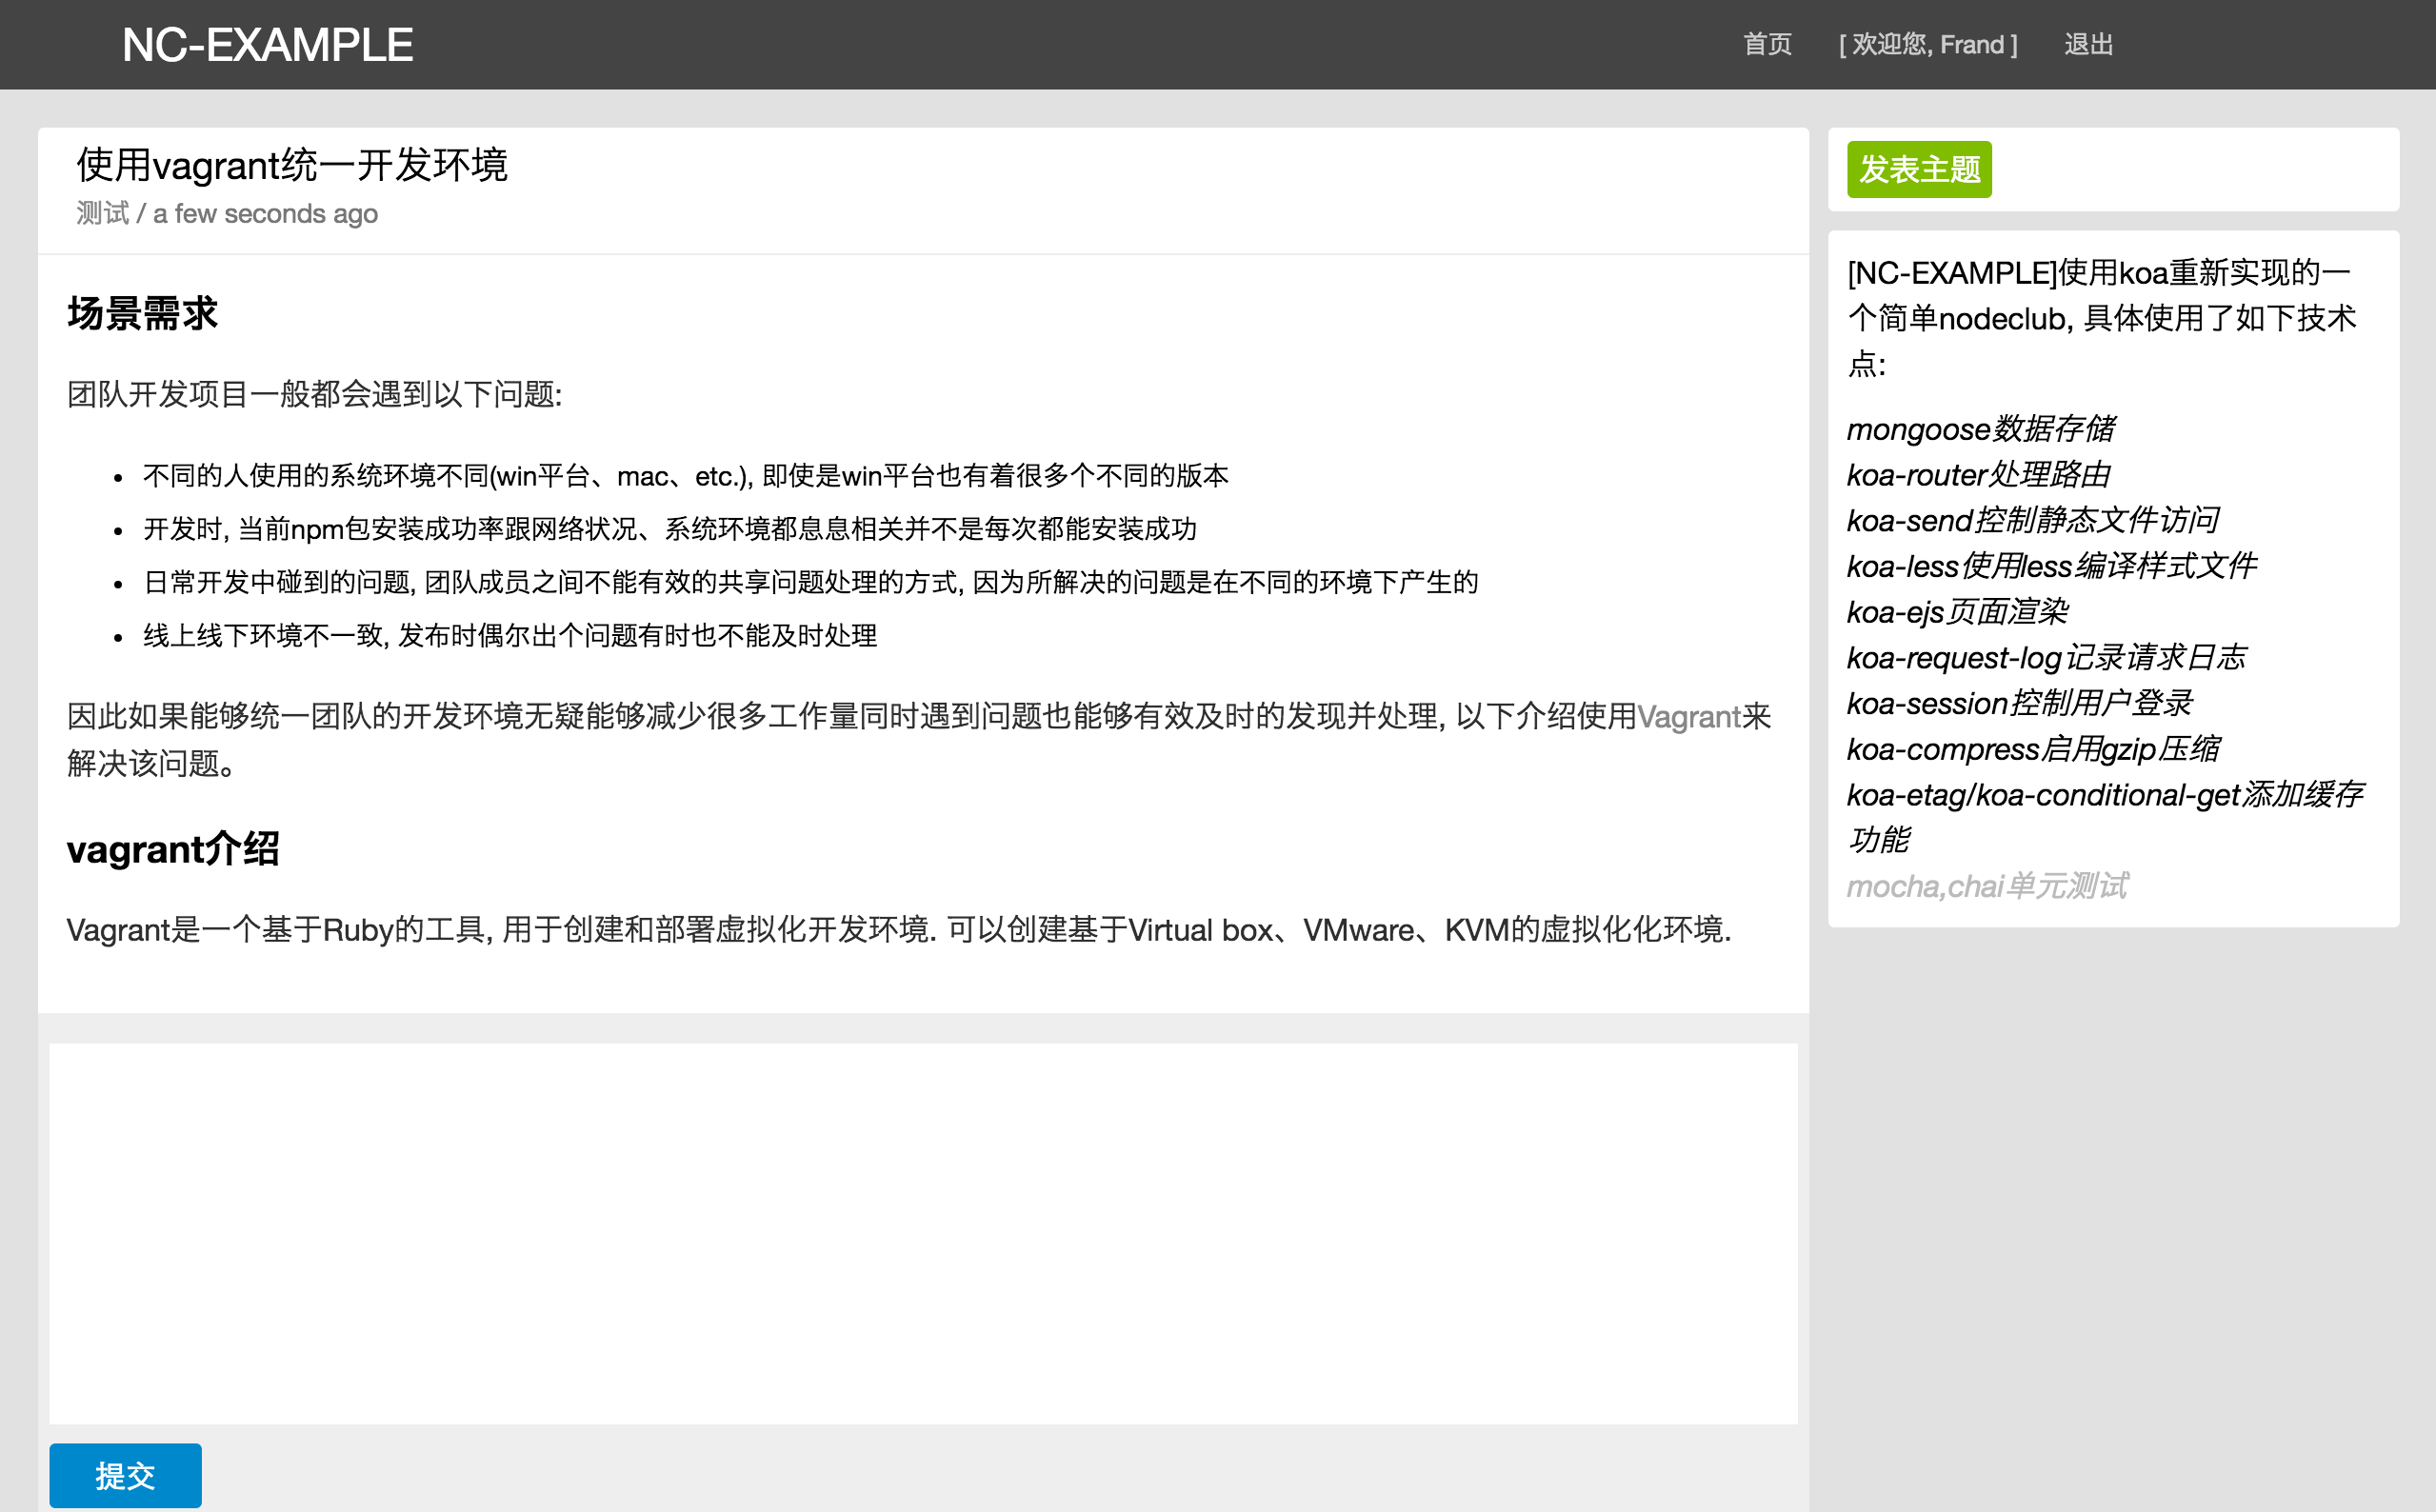 NC-EXAMPLE
首页 [ 欢迎您, Frand ] 退出
使用vagrant统一开发环境
测试 / a few seconds ago
场景需求
团队开发项目一般都会遇到以下问题:
• 不同的人使用的系统环境不同(win平台、mac、etc.), 即使是win平台也有着很多个不同的版本
• 开发时, 当前npm包安装成功率跟网络状况、系统环境都息息相关并不是每次都能安装成功
• 日常开发中碰到的问题, 团队成员之间不能有效的共享问题处理的方式, 因为所解决的问题是在不同的环境下产生的
• 线上线下环境不一致, 发布时偶尔出个问题有时也不能及时处理
因此如果能够统一团队的开发环境无疑能够减少很多工作量同时遇到问题也能够有效及时的发现并处理, 以下介绍使用Vagrant来
解决该问题。
vagrant介绍
Vagrant是一个基于Ruby的工具, 用于创建和部署虚拟化开发环境. 可以创建基于Virtual box、VMware、KVM的虚拟化化环境.
提交
发表主题
[NC-EXAMPLE]使用koa重新实现的一
个简单nodeclub, 具体使用了如下技术
点:
mongoose数据存储
koa-router处理路由
koa-send控制静态文件访问
koa-less使用less编译样式文件
koa-ejs页面渲染
koa-request-log记录请求日志
koa-session控制用户登录
koa-compress启用gzip压缩
koa-etag/koa-conditional-get添加缓存
功能
mocha,chai单元测试